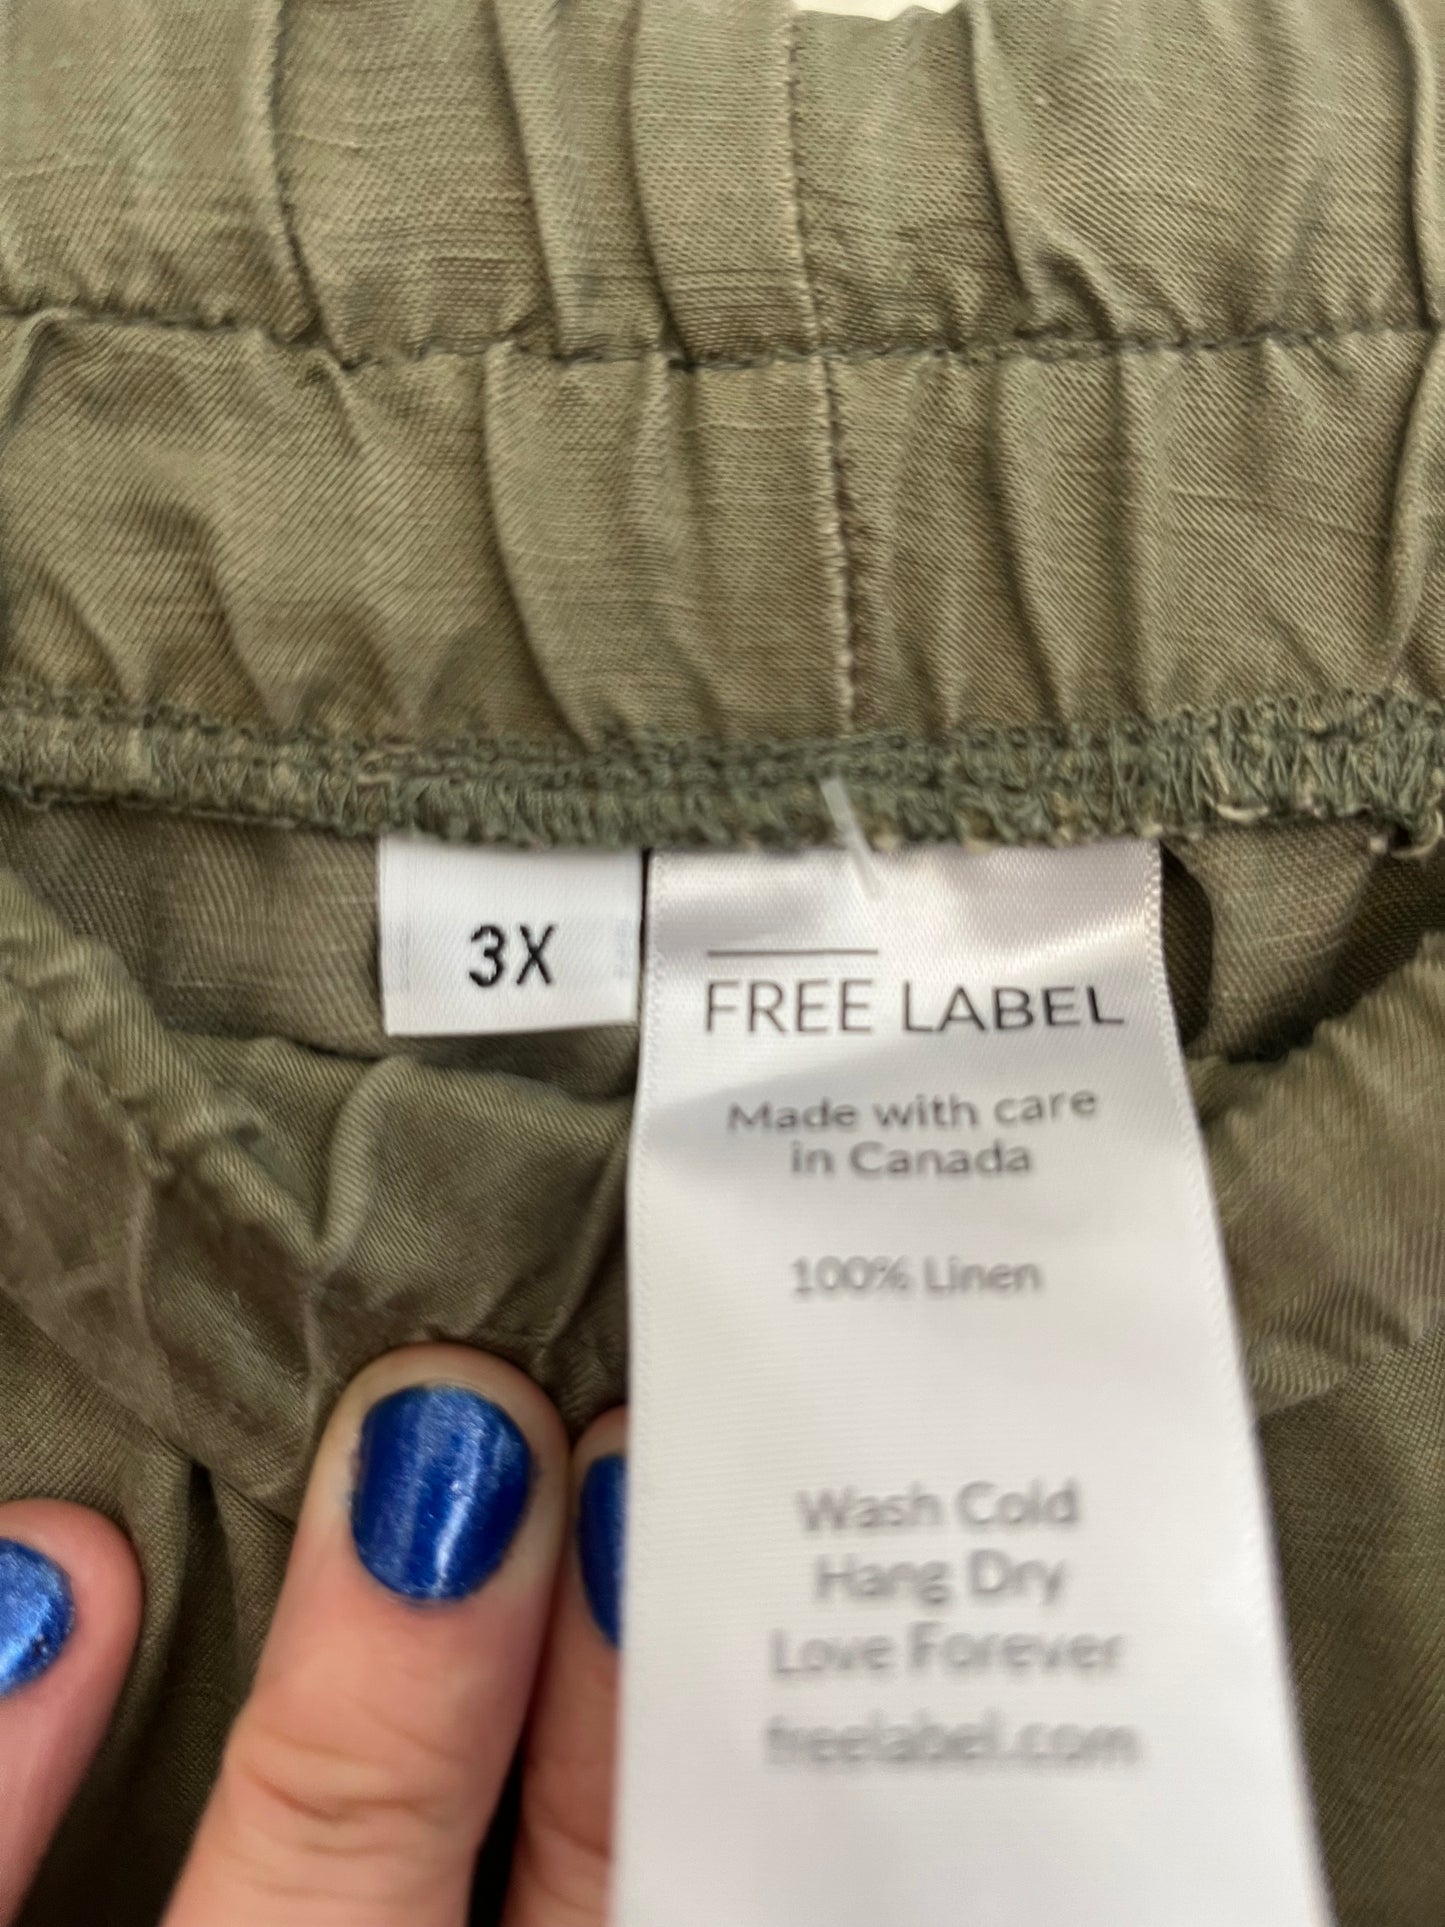 3X
FREE LABEL
Made with care
in Canada
100% Linen
Wash Cold
Hang Dry
Love Forever
freelabel.com